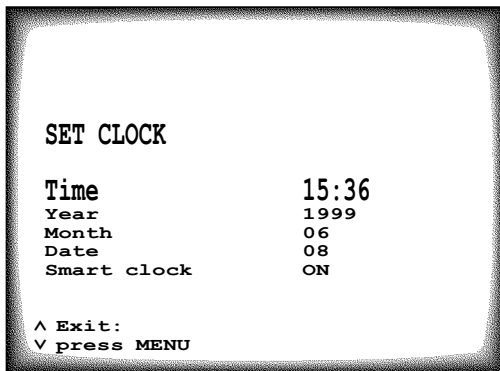 SET CLOCK
Time 15:36
Year 1999
Month 06
Date 08
Smart clock ON
∧ Exit:
∨ press MENU